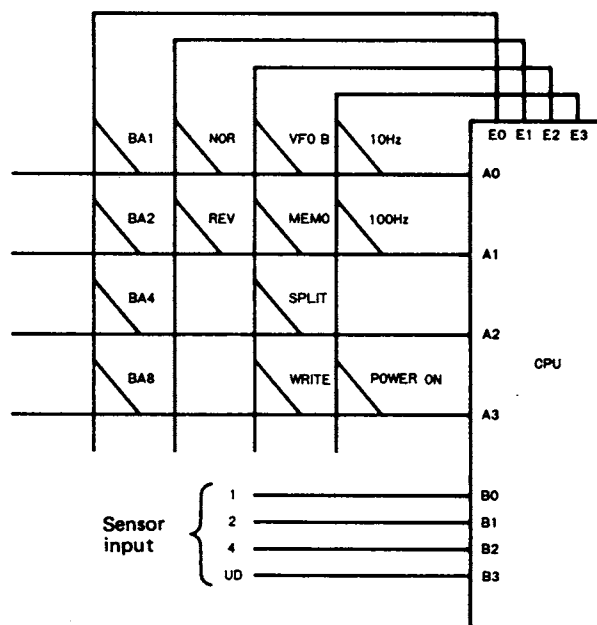 E0 E1 E2 E3
BA1 NOR VFO B 10Hz
A0
BA2 REV MEMO 100Hz
A1
BA4 SPLIT
A2
CPU
BA8 WRITE POWER ON
A3
Sensor
input
1 B0
2 B1
4 B2
UD B3